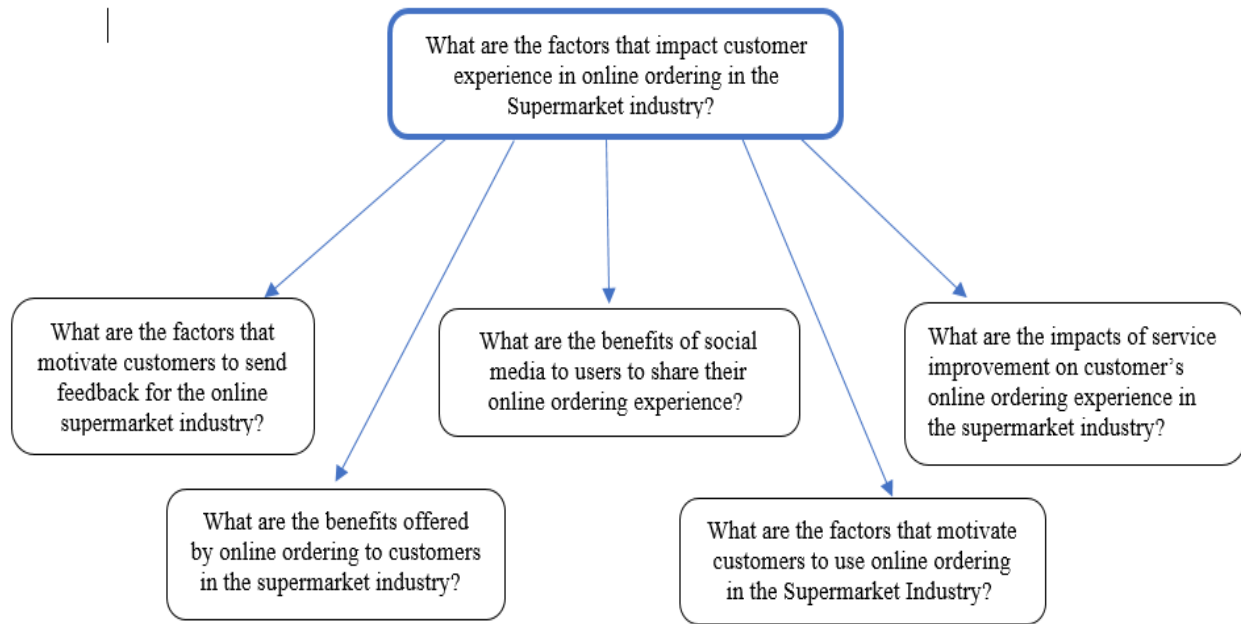 What are the factors that impact customer
experience in online ordering in the
Supermarket industry?
What are the factors that
motivate customers to send
feedback for the online
supermarket industry?
What are the benefits of social
media to users to share their
online ordering experience?
What are the impacts of service
improvement on customer’s
online ordering experience in
the supermarket industry?
What are the benefits offered
by online ordering to customers
in the supermarket industry?
What are the factors that motivate
customers to use online ordering
in the Supermarket Industry?